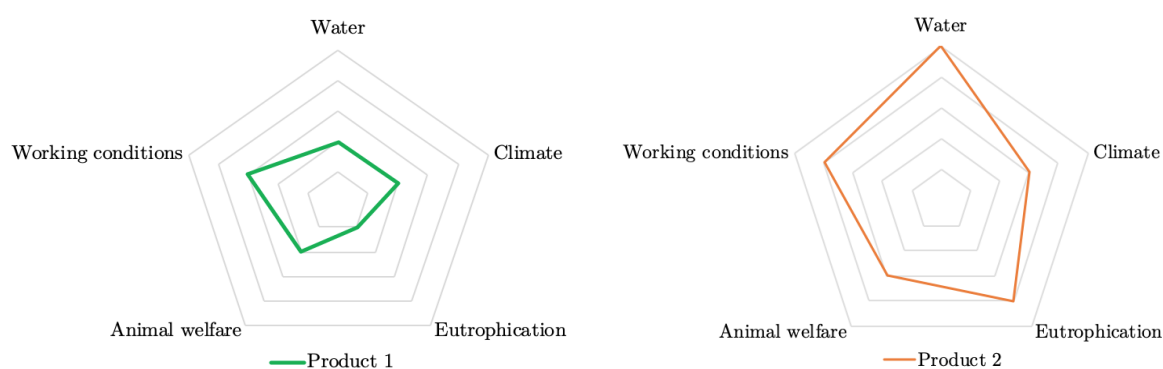 Water
Climate
Eutrophication
Animal welfare
Working conditions
Product 1
Water
Climate
Eutrophication
Animal welfare
Working conditions
Product 2